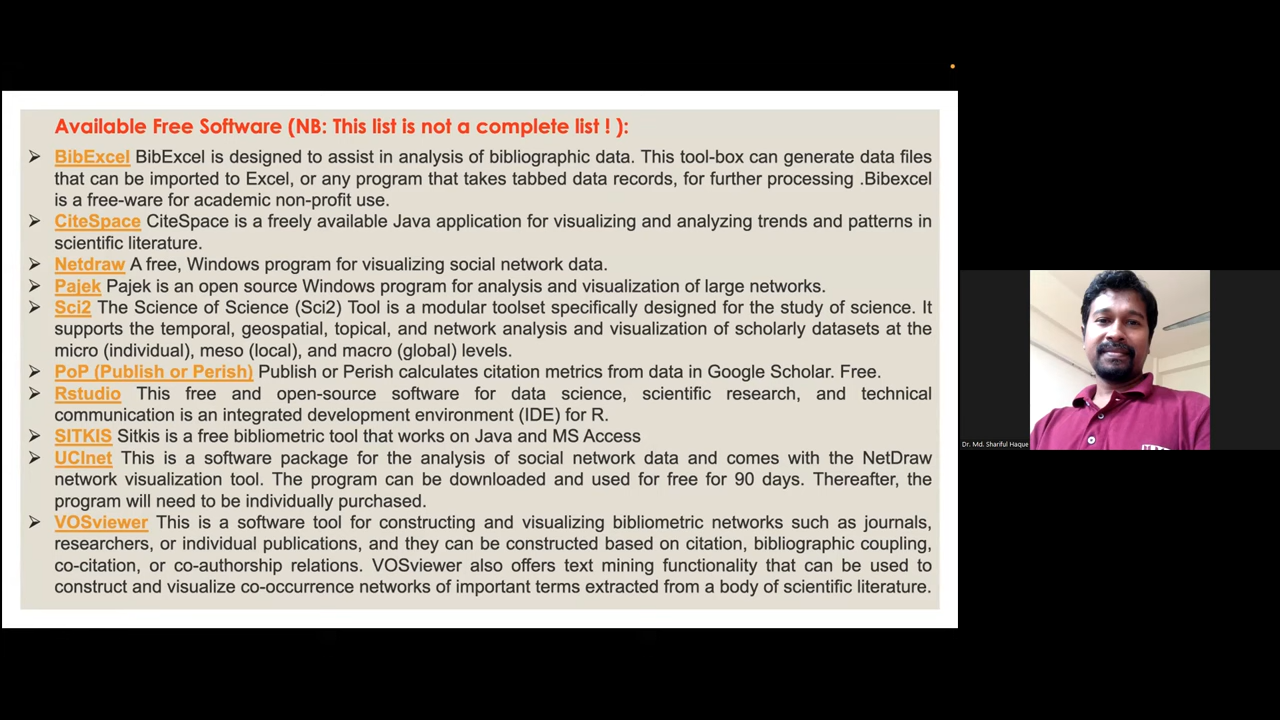 Available Free Software (NB: This list is not a complete list ! ):
➢ BibExcel BibExcel is designed to assist in analysis of bibliographic data. This tool-box can generate data files
that can be imported to Excel, or any program that takes tabbed data records, for further processing .Bibexcel
is a free-ware for academic non-profit use.
➢ CiteSpace CiteSpace is a freely available Java application for visualizing and analyzing trends and patterns in
scientific literature.
➢ Netdraw A free, Windows program for visualizing social network data.
➢ Pajek Pajek is an open source Windows program for analysis and visualization of large networks.
➢ Sci2 The Science of Science (Sci2) Tool is a modular toolset specifically designed for the study of science. It
supports the temporal, geospatial, topical, and network analysis and visualization of scholarly datasets at the
micro (individual), meso (local), and macro (global) levels.
➢ PoP (Publish or Perish) Publish or Perish calculates citation metrics from data in Google Scholar. Free.
➢ Rstudio This free and open-source software for data science, scientific research, and technical
communication is an integrated development environment (IDE) for R.
➢ SITKIS Sitkis is a free bibliometric tool that works on Java and MS Access
➢ UCInet This is a software package for the analysis of social network data and comes with the NetDraw
network visualization tool. The program can be downloaded and used for free for 90 days. Thereafter, the
program will need to be individually purchased.
➢ VOSviewer This is a software tool for constructing and visualizing bibliometric networks such as journals,
researchers, or individual publications, and they can be constructed based on citation, bibliographic coupling,
co-citation, or co-authorship relations. VOSviewer also offers text mining functionality that can be used to
construct and visualize co-occurrence networks of important terms extracted from a body of scientific literature.
Dr. Md. Shariful Haque